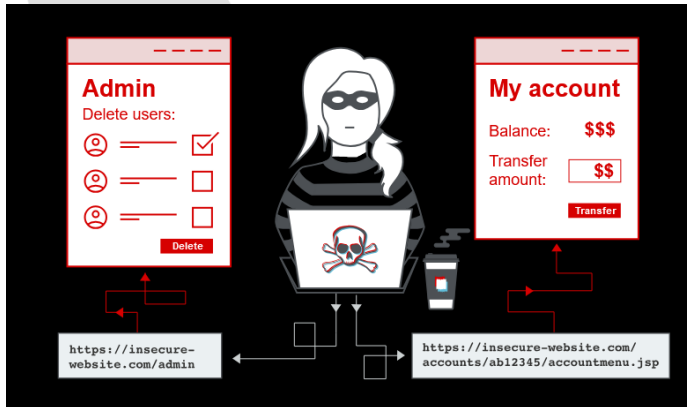 Admin
Delete users:
Delete
My account
Balance: $$$
Transfer
amount: $$
Transfer
https://insecure-
website.com/admin
https://insecure-website.com/
accounts/ab12345/accountmenu.jsp